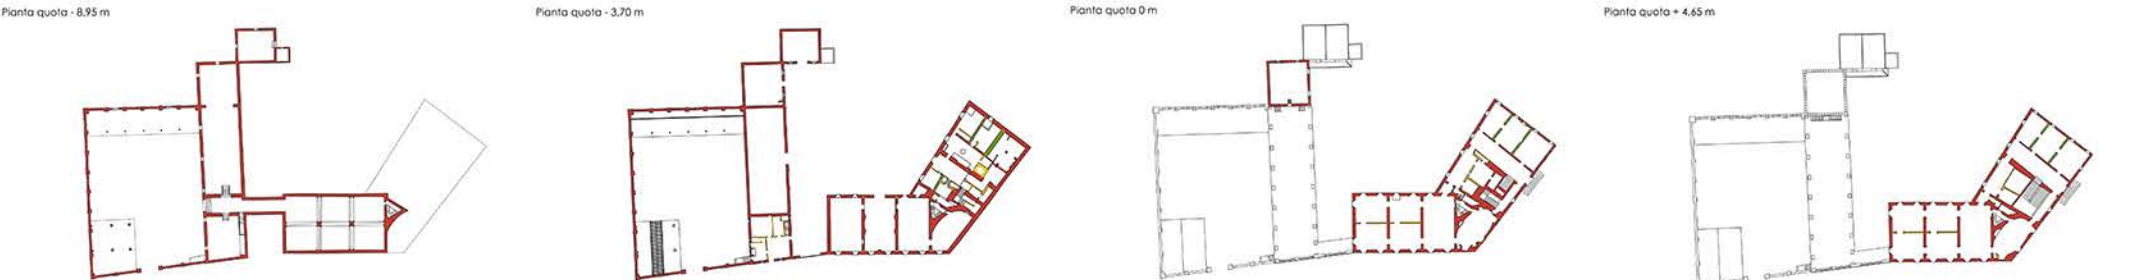 Pianta quota - 8,95 m
Pianta quota - 3,70 m
Pianta quota 0 m
Pianta quota + 4,65 m